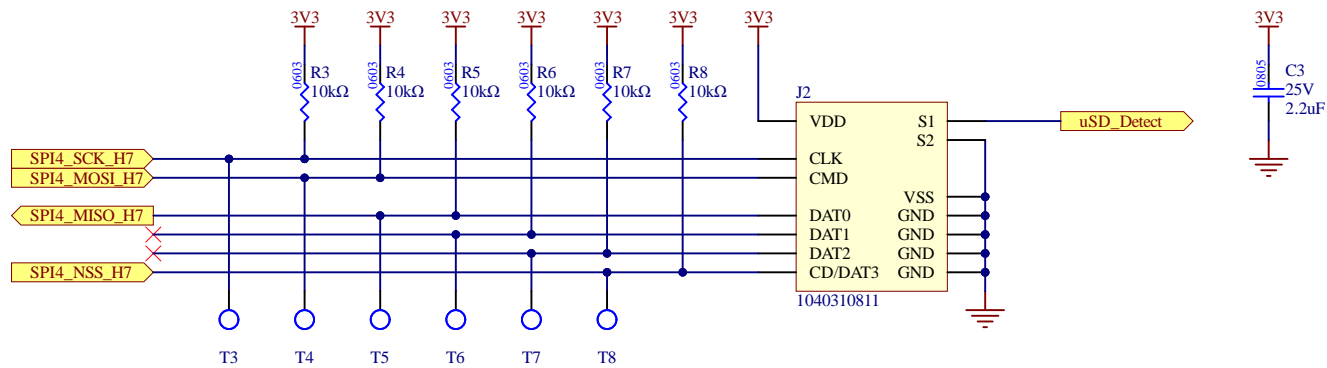 3V3 3V3 3V3 3V3 3V3 3V3 3V3 3V3
0603 R3 10kΩ
0603 R4 10kΩ
0603 R5 10kΩ
0603 R6 10kΩ
0603 R7 10kΩ
0603 R8 10kΩ
0805 C3
25V
2.2uF
J2
VDD S1 uSD_Detect
S2
SPI4_SCK_H7 CLK
SPI4_MOSI_H7 CMD
VSS
SPI4_MISO_H7 DAT0 GND
DAT1 GND
DAT2 GND
SPI4_NSS_H7 CD/DAT3 GND
1040310811
T3 T4 T5 T6 T7 T8